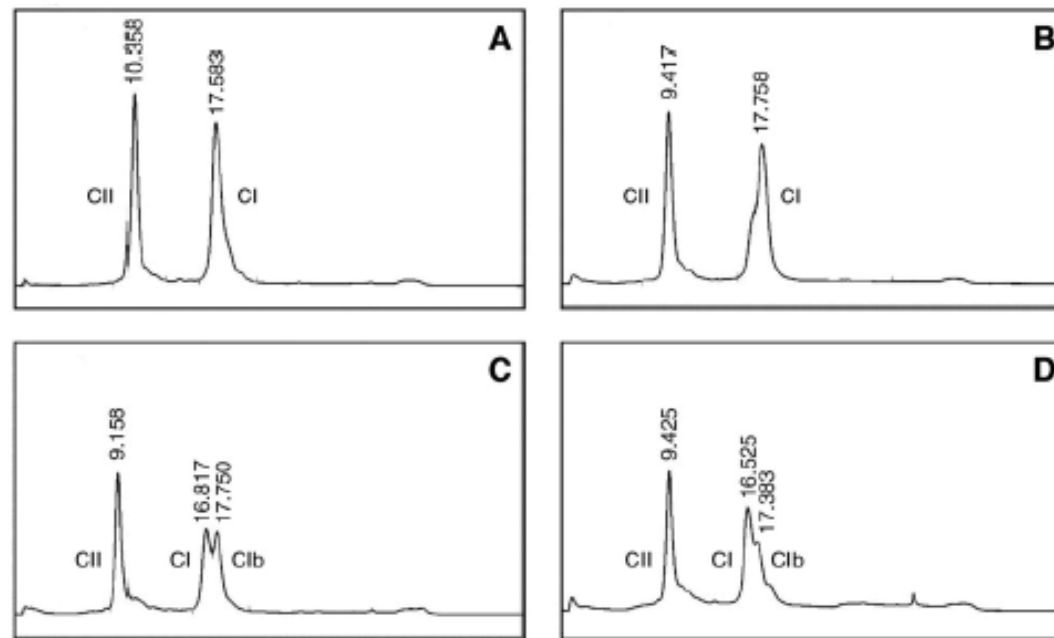 A
10.358
17.583
CII
CI
B
9.417
17.758
CII
CI
C
9.158
16.817
17.750
CII
CI
CIb
D
9.425
16.525
17.383
CII
CI
CIb